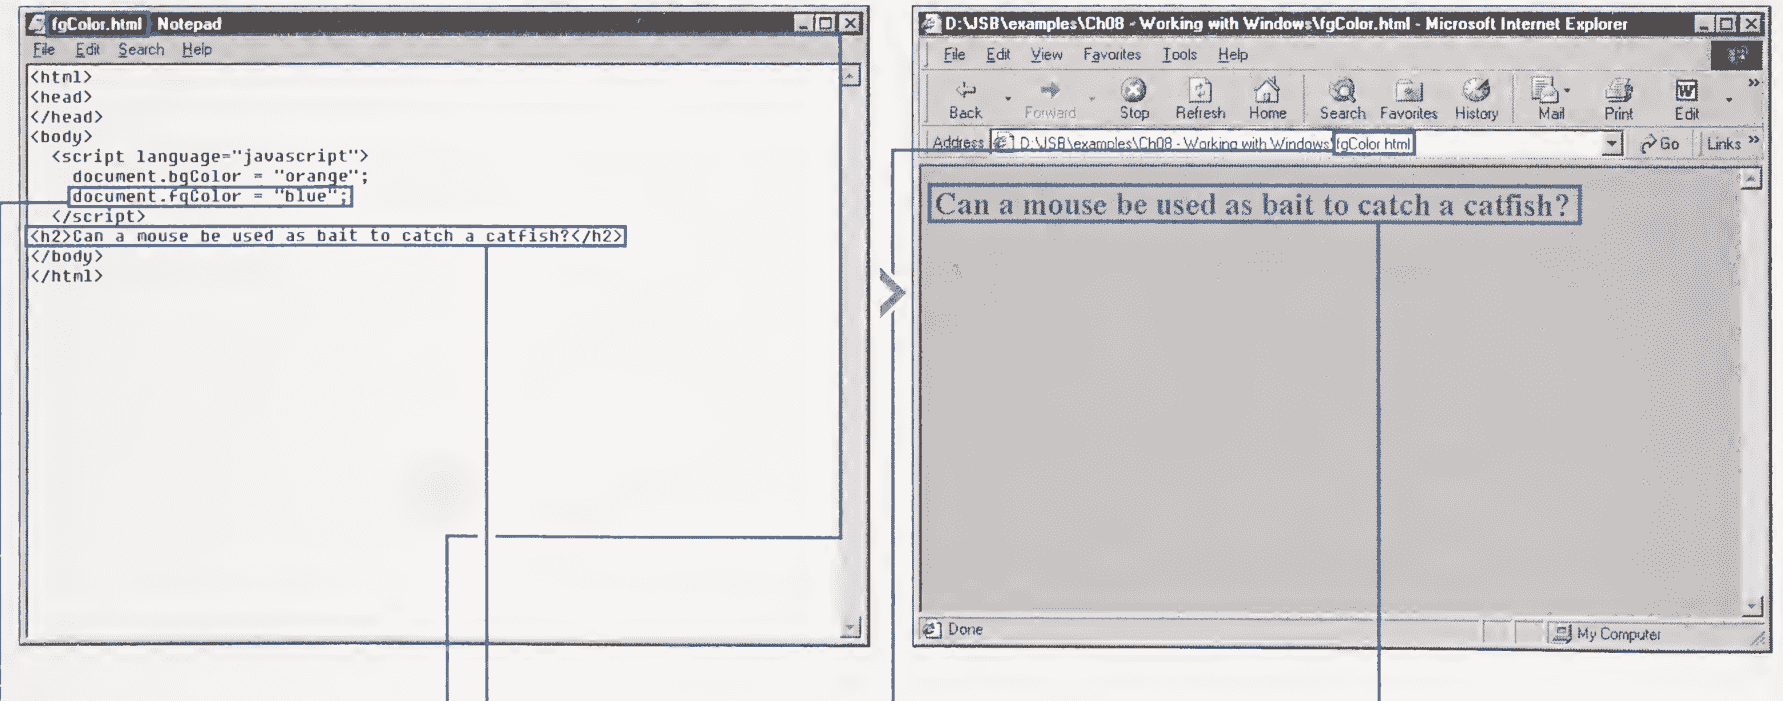 fgColor.html - Notepad
File Edit Search Help
<html>
<head>
</head>
<body>
<script language="javascript">
document.bgColor = "orange";
document.fgColor = "blue";
</script>
<h2>Can a mouse be used as bait to catch a catfish?</h2>
</body>
</html>
D:\JSB\examples\Ch08 - Working with Windows\fgColor.html - Microsoft Internet Explorer
File Edit View Favorites Tools Help
Back Forward Stop Refresh Home Search Favorites History Mail Print Edit
Address D:\JSB\examples\Ch08 - Working with Windows\fgColor.html Go Links
Can a mouse be used as bait to catch a catfish?
Done My Computer